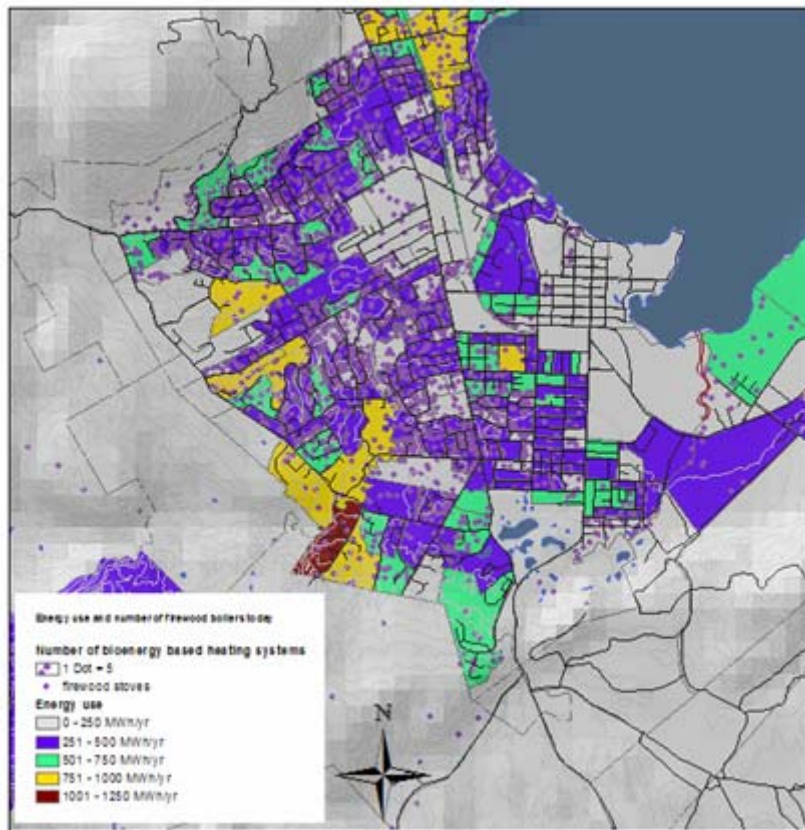 N
Energy use and number of firewood boilers today
Number of bioenergy based heating systems
1 Dot = 5
firewood stoves
Energy use
0 - 250 MWh/yr
251 - 500 MWh/yr
501 - 750 MWh/yr
751 - 1000 MWh/yr
1001 - 1250 MWh/yr